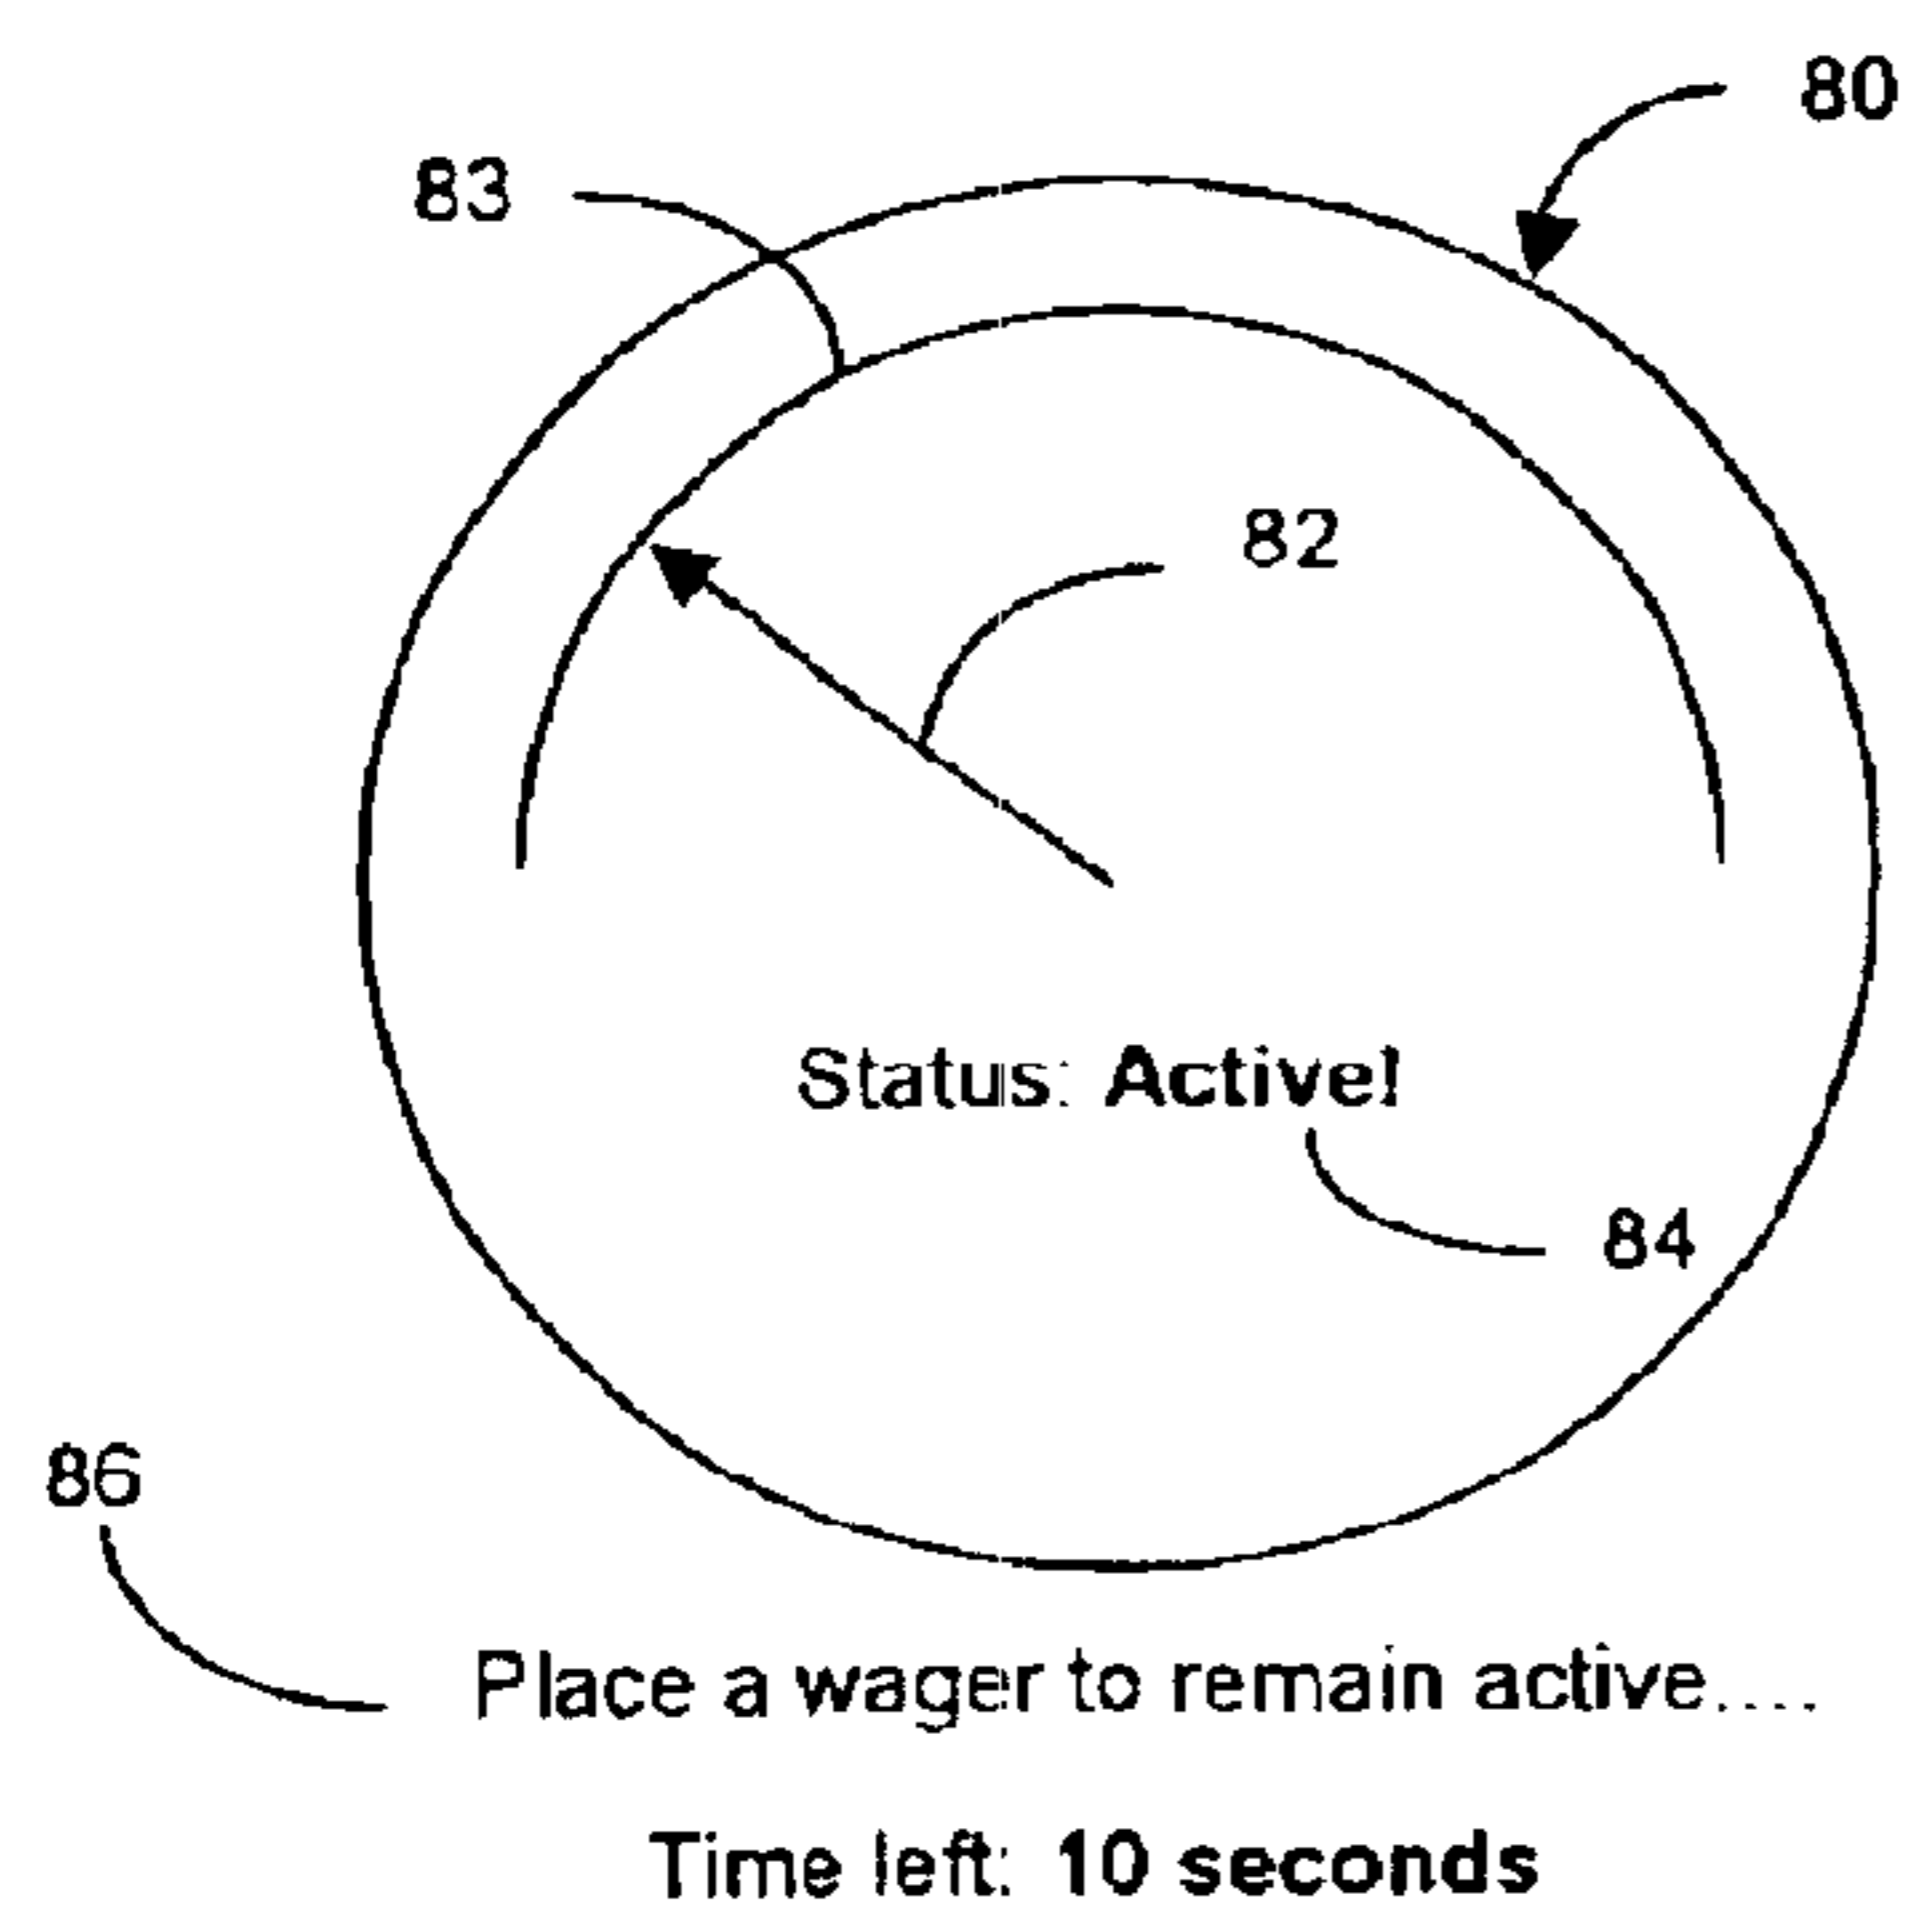 80
83
82
Status: Active!
84
86
Place a wager to remain active....
Time left: 10 seconds